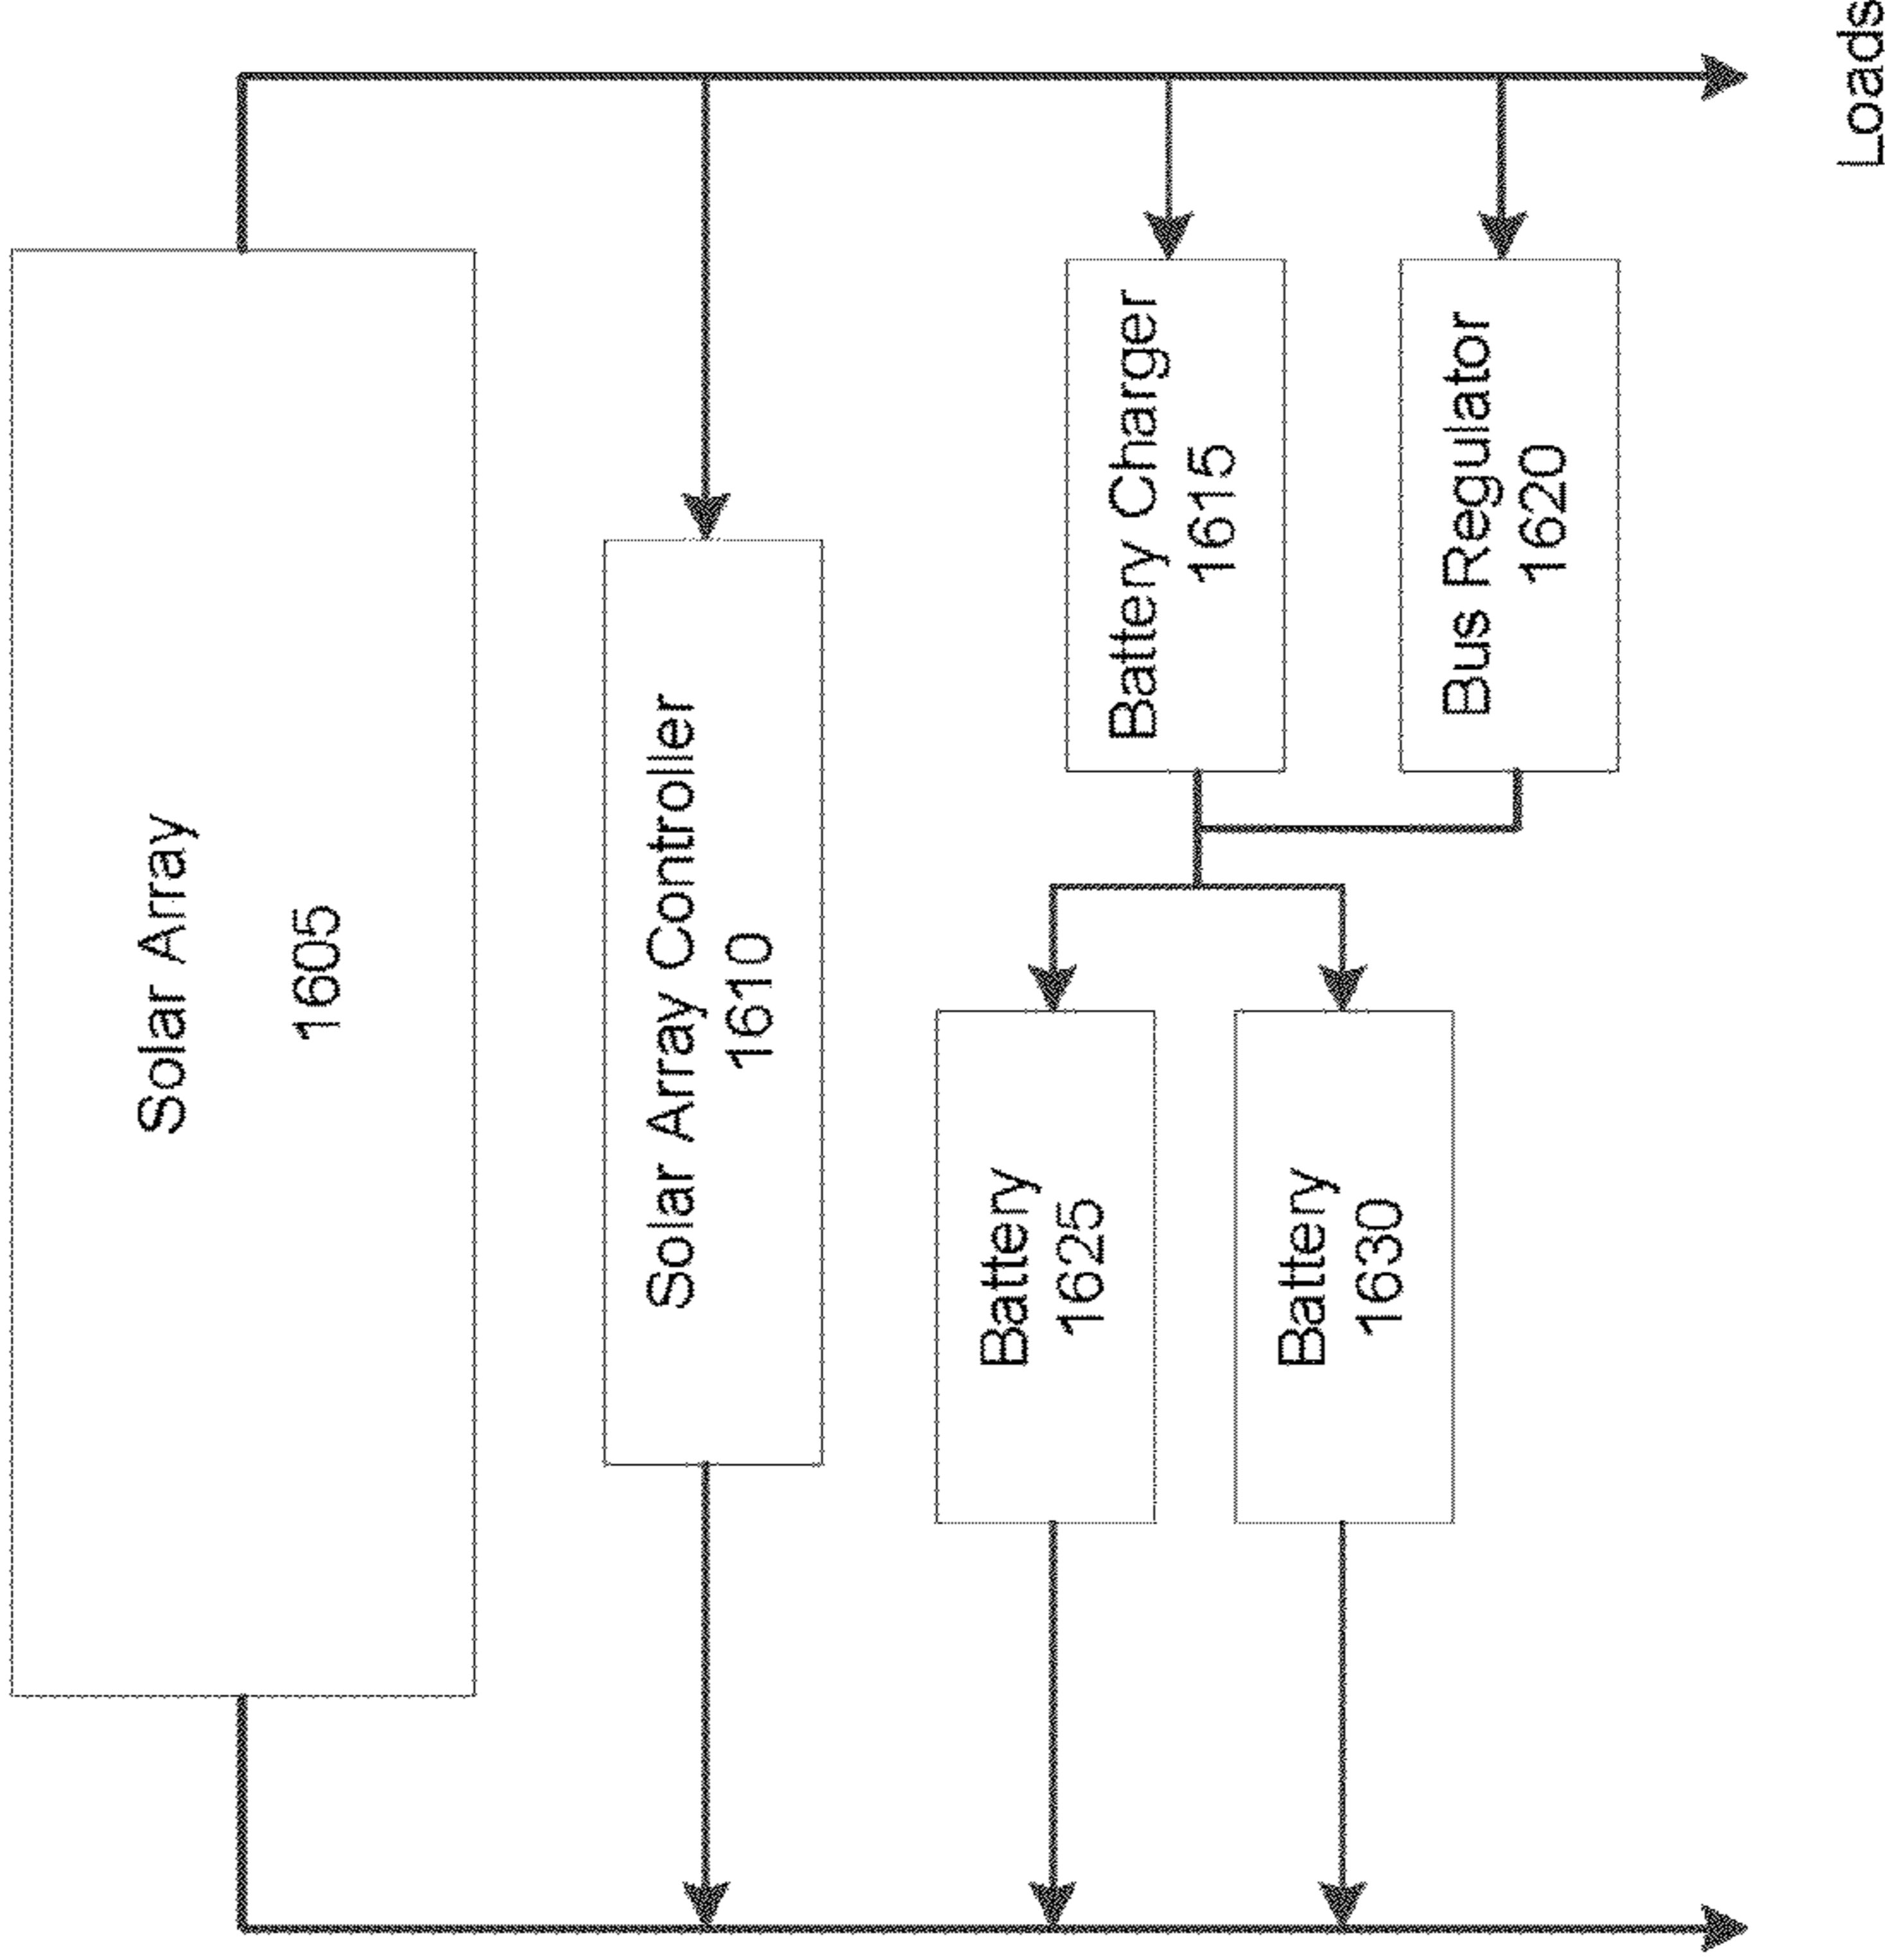 Solar Array
1605
Solar Array Controller
1610
Battery Charger
1615
Bus Regulator
1620
Battery
1625
Battery
1630
Loads